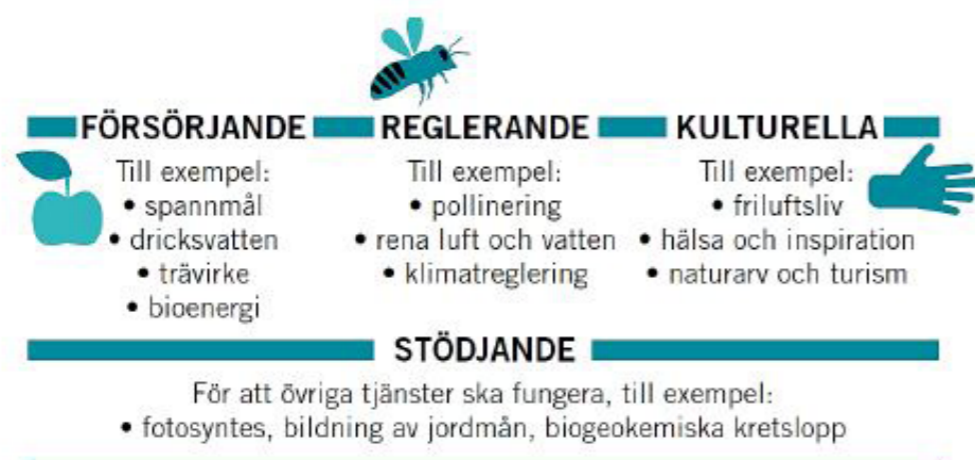 FÖRSÖRJANDE
Till exempel:
• spannmål
• dricksvatten
• trävirke
• bioenergi
REGLERANDE
Till exempel:
• pollinering
• rena luft och vatten
• klimatreglering
KULTURELLA
Till exempel:
• friluftsliv
• hälsa och inspiration
• naturarv och turism
STÖDJANDE
För att övriga tjänster ska fungera, till exempel:
• fotosyntes, bildning av jordmån, biogeokemiska kretslopp